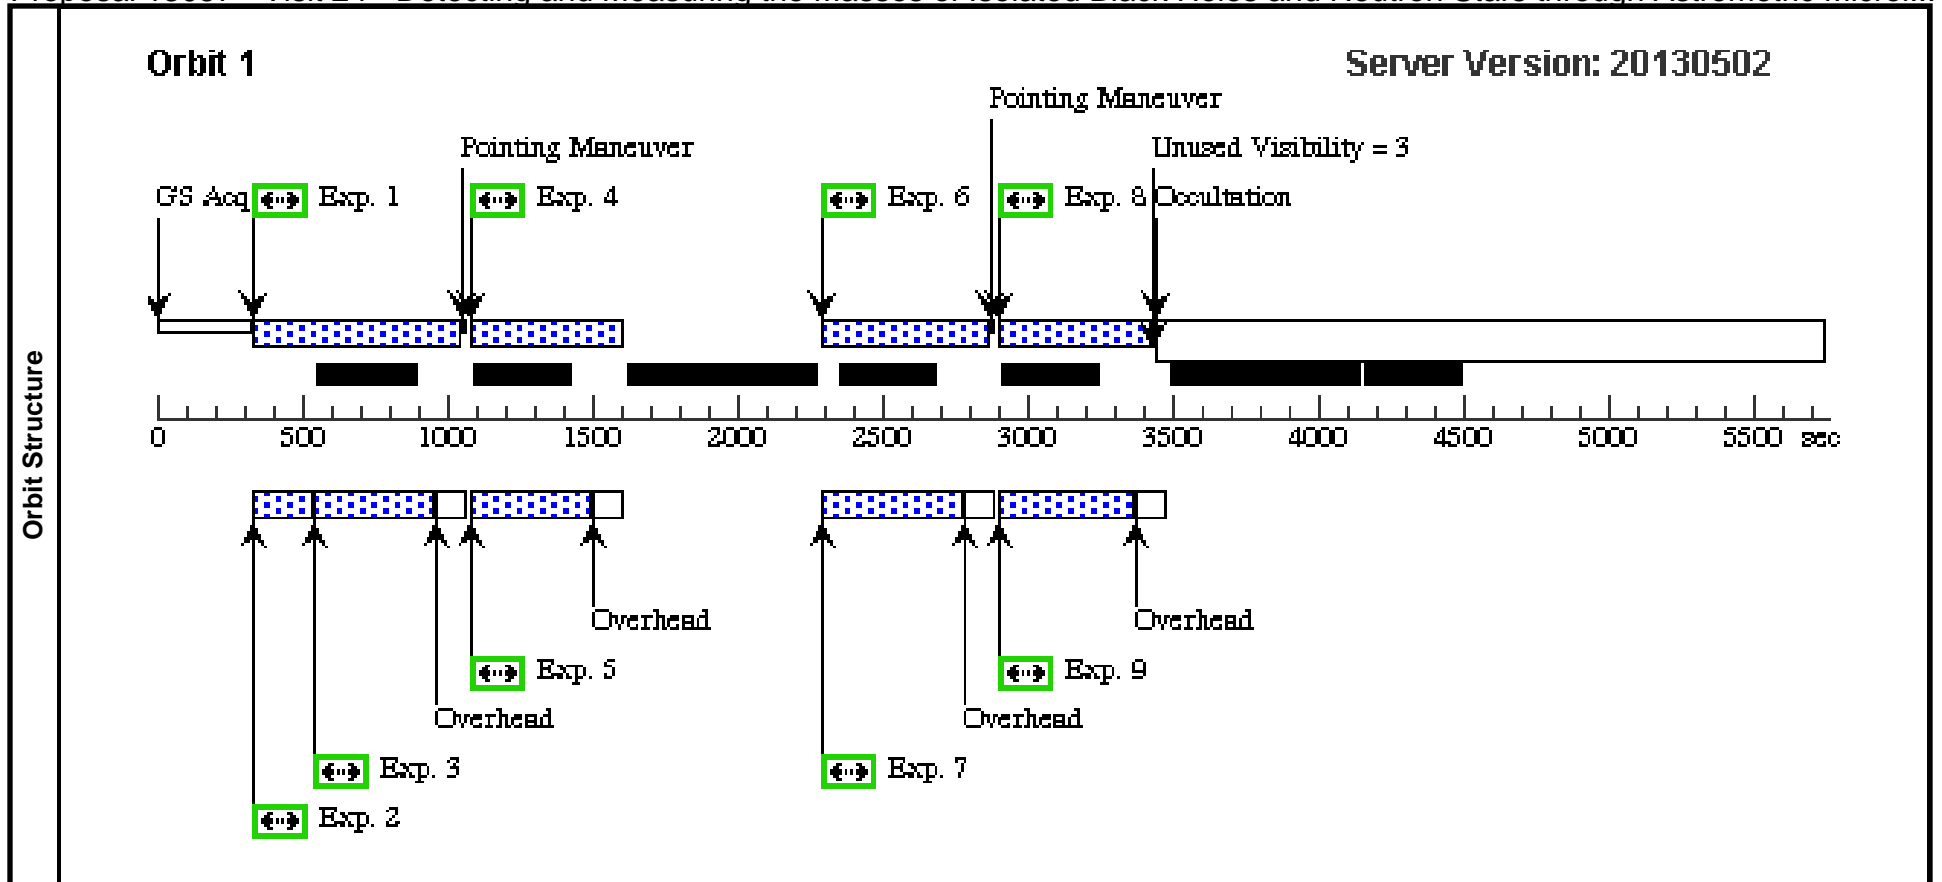 Orbit 1
Server Version: 20130502
Pointing Maneuver
Pointing Maneuver
Unused Visibility = 3
GS Acq
Exp. 1
Exp. 4
Exp. 6
Exp. 8
Occultation
Orbit Structure
0 500 1000 1500 2000 2500 3000 3500 4000 4500 5000 5500 sec
Overhead
Overhead
Exp. 5
Exp. 9
Overhead
Overhead
Exp. 3
Exp. 7
Exp. 2